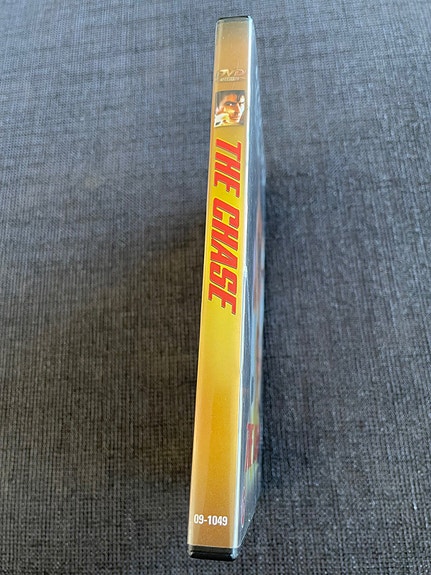 DVD
THE CHASE
09-1049